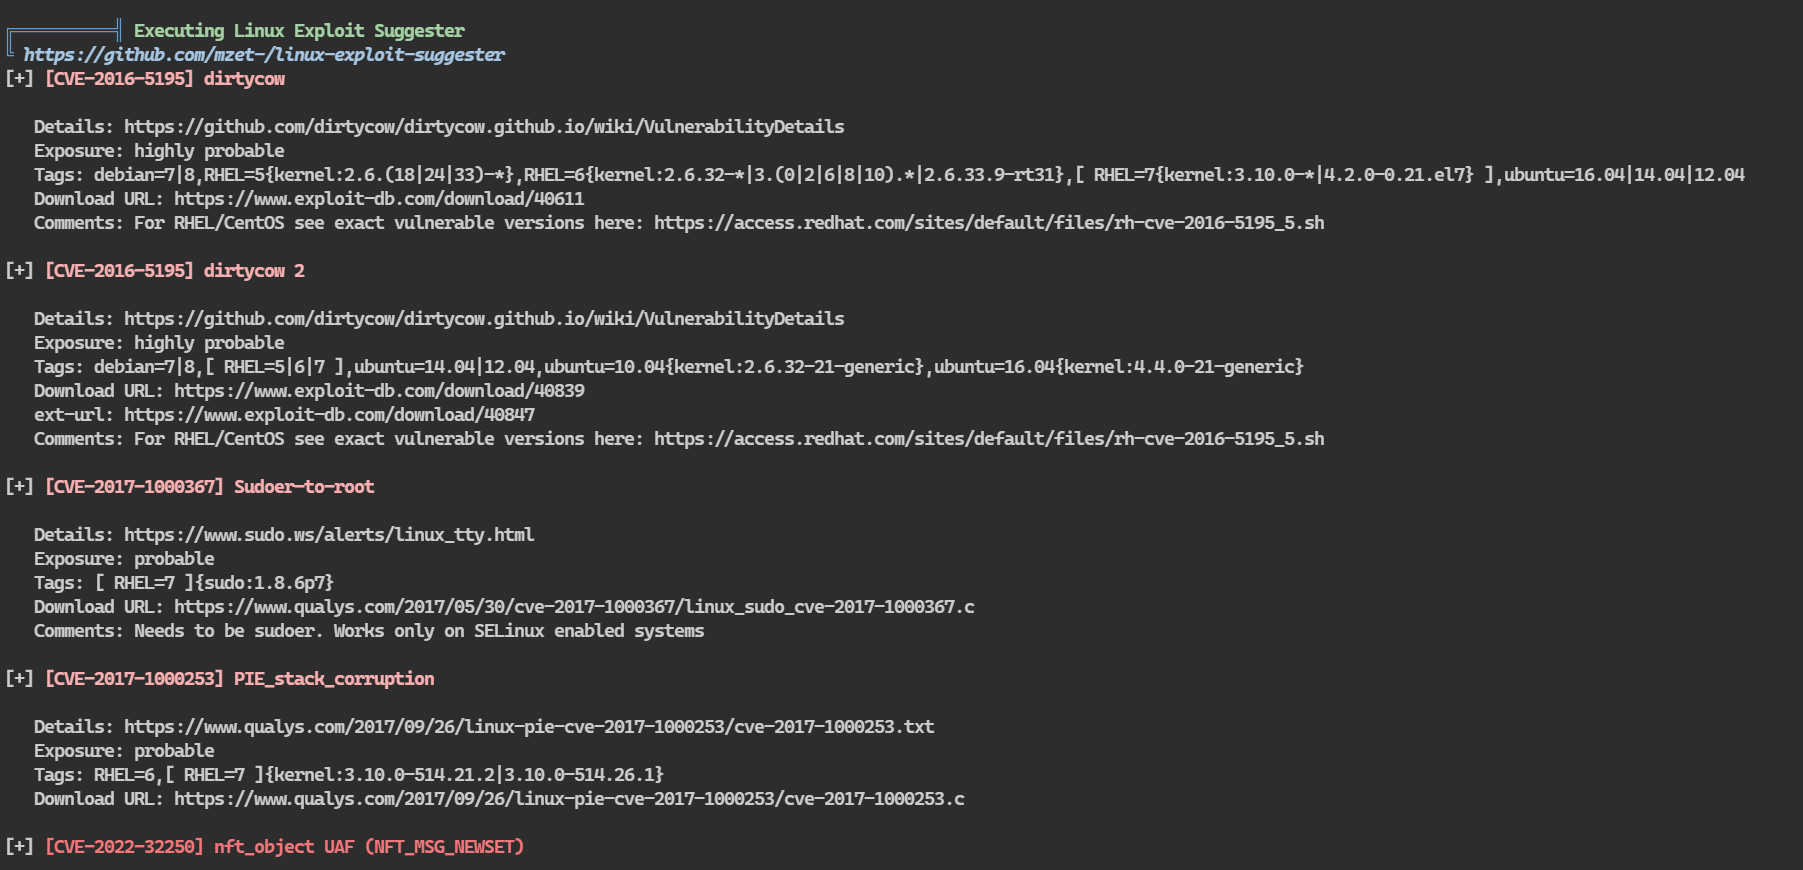 ╔══════════╣ Executing Linux Exploit Suggester
╚ https://github.com/mzet-/linux-exploit-suggester
[+] [CVE-2016-5195] dirtycow
Details: https://github.com/dirtycow/dirtycow.github.io/wiki/VulnerabilityDetails
Exposure: highly probable
Tags: debian=7|8,RHEL=5{kernel:2.6.(18|24|33)-*},RHEL=6{kernel:2.6.32-*|3.(0|2|6|8|10).*|2.6.33.9-rt31},[ RHEL=7{kernel:3.10.0-*|4.2.0-0.21.el7} ],ubuntu=16.04|14.04|12.04
Download URL: https://www.exploit-db.com/download/40611
Comments: For RHEL/CentOS see exact vulnerable versions here: https://access.redhat.com/sites/default/files/rh-cve-2016-5195_5.sh
[+] [CVE-2016-5195] dirtycow 2
Details: https://github.com/dirtycow/dirtycow.github.io/wiki/VulnerabilityDetails
Exposure: highly probable
Tags: debian=7|8,[ RHEL=5|6|7 ],ubuntu=14.04|12.04,ubuntu=10.04{kernel:2.6.32-21-generic},ubuntu=16.04{kernel:4.4.0-21-generic}
Download URL: https://www.exploit-db.com/download/40839
ext-url: https://www.exploit-db.com/download/40847
Comments: For RHEL/CentOS see exact vulnerable versions here: https://access.redhat.com/sites/default/files/rh-cve-2016-5195_5.sh
[+] [CVE-2017-1000367] Sudoer-to-root
Details: https://www.sudo.ws/alerts/linux_tty.html
Exposure: probable
Tags: [ RHEL=7 ]{sudo:1.8.6p7}
Download URL: https://www.qualys.com/2017/05/30/cve-2017-1000367/linux_sudo_cve-2017-1000367.c
Comments: Needs to be sudoer. Works only on SELinux enabled systems
[+] [CVE-2017-1000253] PIE_stack_corruption
Details: https://www.qualys.com/2017/09/26/linux-pie-cve-2017-1000253/cve-2017-1000253.txt
Exposure: probable
Tags: RHEL=6,[ RHEL=7 ]{kernel:3.10.0-514.21.2|3.10.0-514.26.1}
Download URL: https://www.qualys.com/2017/09/26/linux-pie-cve-2017-1000253/cve-2017-1000253.c
[+] [CVE-2022-32250] nft_object UAF (NFT_MSG_NEWSET)